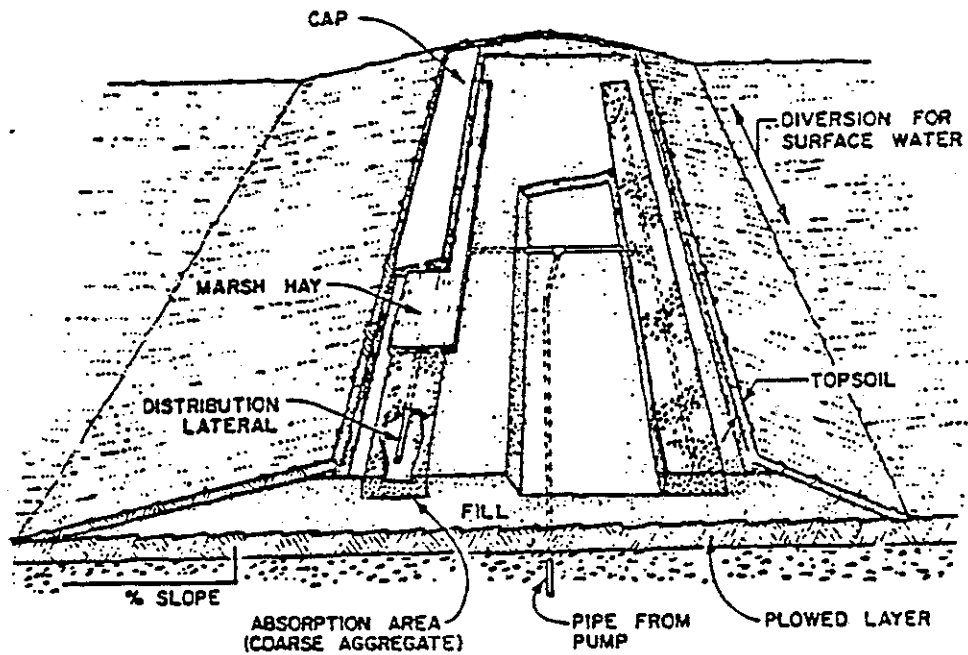 CAP
DIVERSION FOR
SURFACE WATER
MARSH HAY
TOPSOIL
DISTRIBUTION
LATERAL
FILL
% SLOPE
ABSORPTION AREA
(COARSE AGGREGATE)
PIPE FROM
PUMP
PLOWED LAYER